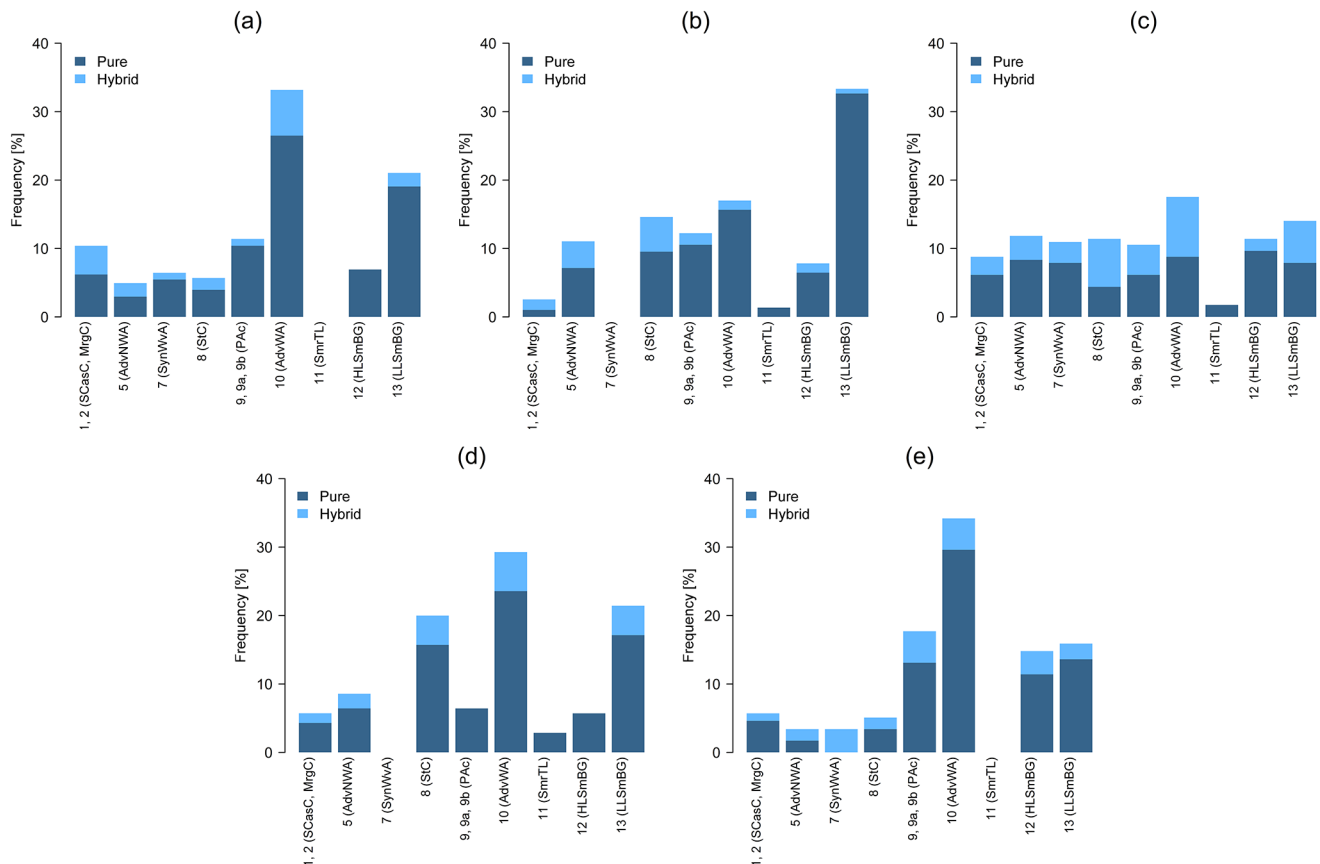 (a)
40
30
20
10
0
Frequency [%]
Pure
Hybrid
1, 2 (SCasC, MrgC)
5 (AdvNWA)
7 (SynWvA)
8 (StC)
9, 9a, 9b (PAc)
10 (AdvWA)
11 (SmrTL)
12 (HLSmBG)
13 (LLSmBG)
(b)
40
30
20
10
0
Frequency [%]
Pure
Hybrid
1, 2 (SCasC, MrgC)
5 (AdvNWA)
7 (SynWvA)
8 (StC)
9, 9a, 9b (PAc)
10 (AdvWA)
11 (SmrTL)
12 (HLSmBG)
13 (LLSmBG)
(c)
40
30
20
10
0
Frequency [%]
Pure
Hybrid
1, 2 (SCasC, MrgC)
5 (AdvNWA)
7 (SynWvA)
8 (StC)
9, 9a, 9b (PAc)
10 (AdvWA)
11 (SmrTL)
12 (HLSmBG)
13 (LLSmBG)
(d)
40
30
20
10
0
Frequency [%]
Pure
Hybrid
1, 2 (SCasC, MrgC)
5 (AdvNWA)
7 (SynWvA)
8 (StC)
9, 9a, 9b (PAc)
10 (AdvWA)
11 (SmrTL)
12 (HLSmBG)
13 (LLSmBG)
(e)
40
30
20
10
0
Frequency [%]
Pure
Hybrid
1, 2 (SCasC, MrgC)
5 (AdvNWA)
7 (SynWvA)
8 (StC)
9, 9a, 9b (PAc)
10 (AdvWA)
11 (SmrTL)
12 (HLSmBG)
13 (LLSmBG)